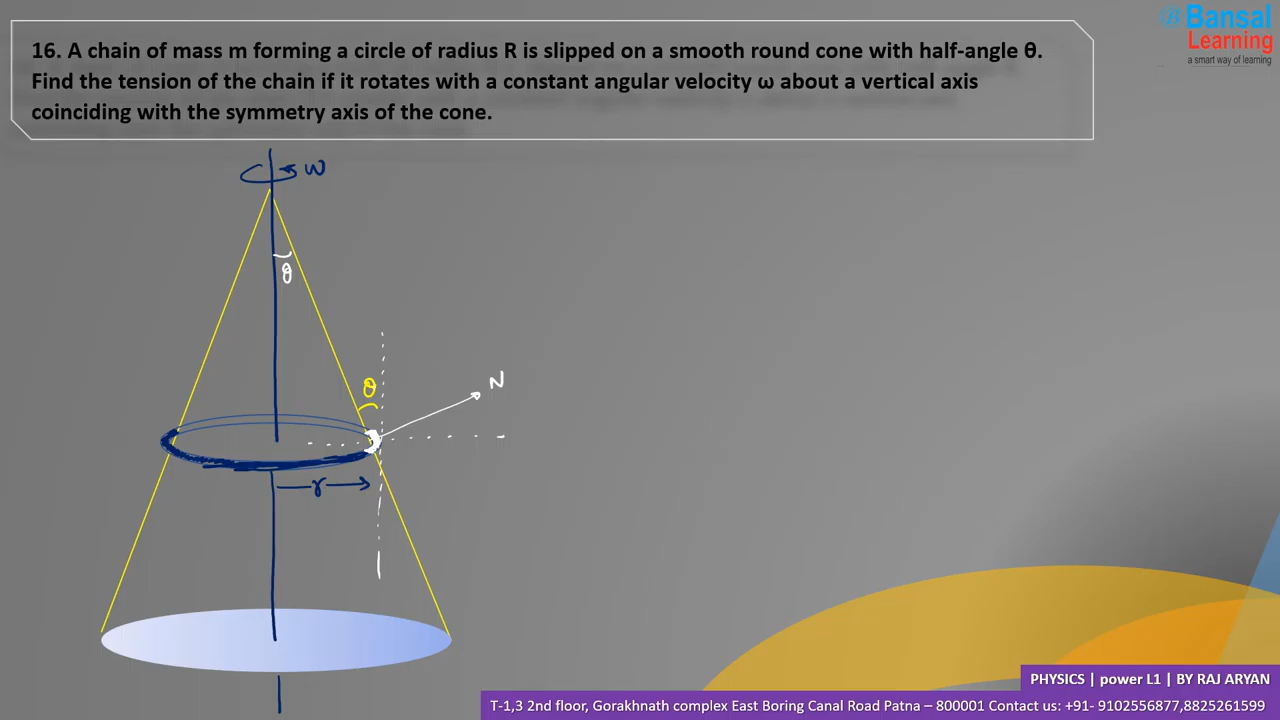 Bansal
Learning
a smart way of learning
16. A chain of mass m forming a circle of radius R is slipped on a smooth round cone with half-angle θ.
Find the tension of the chain if it rotates with a constant angular velocity ω about a vertical axis
coinciding with the symmetry axis of the cone.
ω
θ
θ
N
r
PHYSICS | power L1 | BY RAJ ARYAN
T-1,3 2nd floor, Gorakhnath complex East Boring Canal Road Patna – 800001 Contact us: +91- 9102556877,8825261599